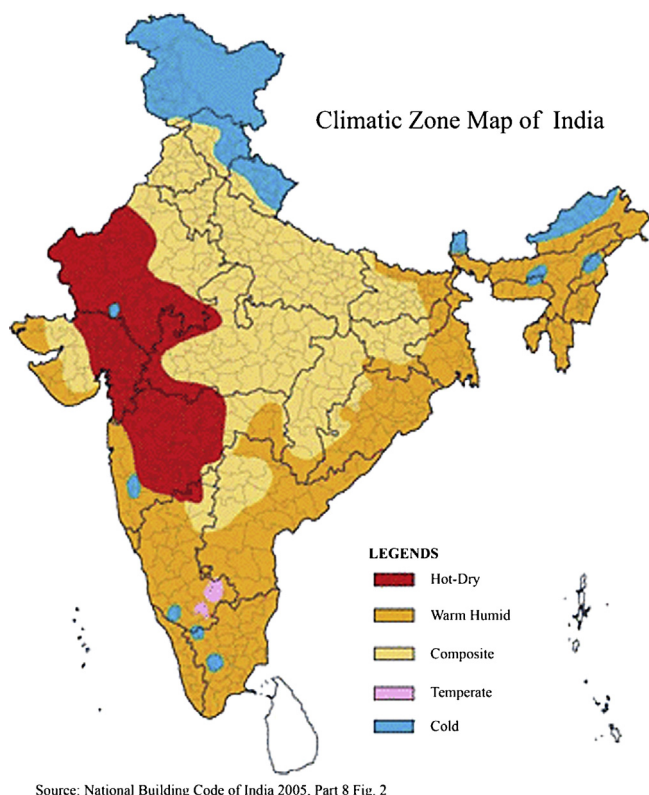 Climatic Zone Map of India
LEGENDS
Hot-Dry
Warm Humid
Composite
Temperate
Cold
Source: National Building Code of India 2005, Part 8 Fig. 2